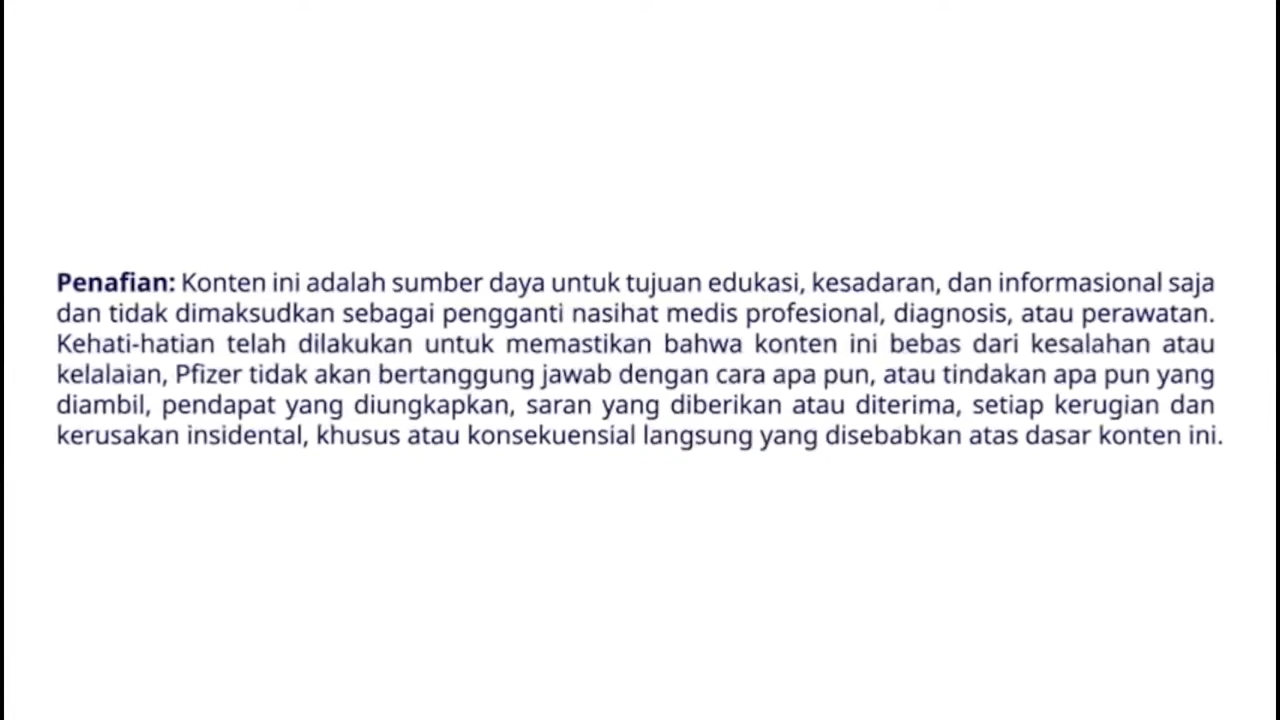 Penafian: Konten ini adalah sumber daya untuk tujuan edukasi, kesadaran, dan informasional saja
dan tidak dimaksudkan sebagai pengganti nasihat medis profesional, diagnosis, atau perawatan.
Kehati-hatian telah dilakukan untuk memastikan bahwa konten ini bebas dari kesalahan atau
kelalaian, Pfizer tidak akan bertanggung jawab dengan cara apa pun, atau tindakan apa pun yang
diambil, pendapat yang diungkapkan, saran yang diberikan atau diterima, setiap kerugian dan
kerusakan insidental, khusus atau konsekuensial langsung yang disebabkan atas dasar konten ini.